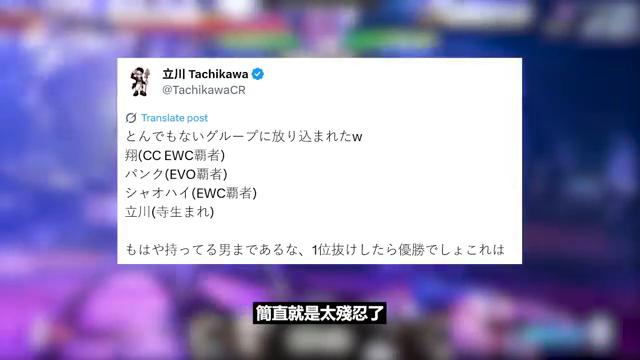 立川 Tachikawa
@TachikawaCR
Translate post
とんでもないグループに放り込まれたw
翔(CC EWC覇者)
パンク(EVO覇者)
シャオハイ(EWC覇者)
立川(寺生まれ)
もはや持ってる男まであるな、1位抜けしたら優勝でしょこれは
簡直就是太殘忍了